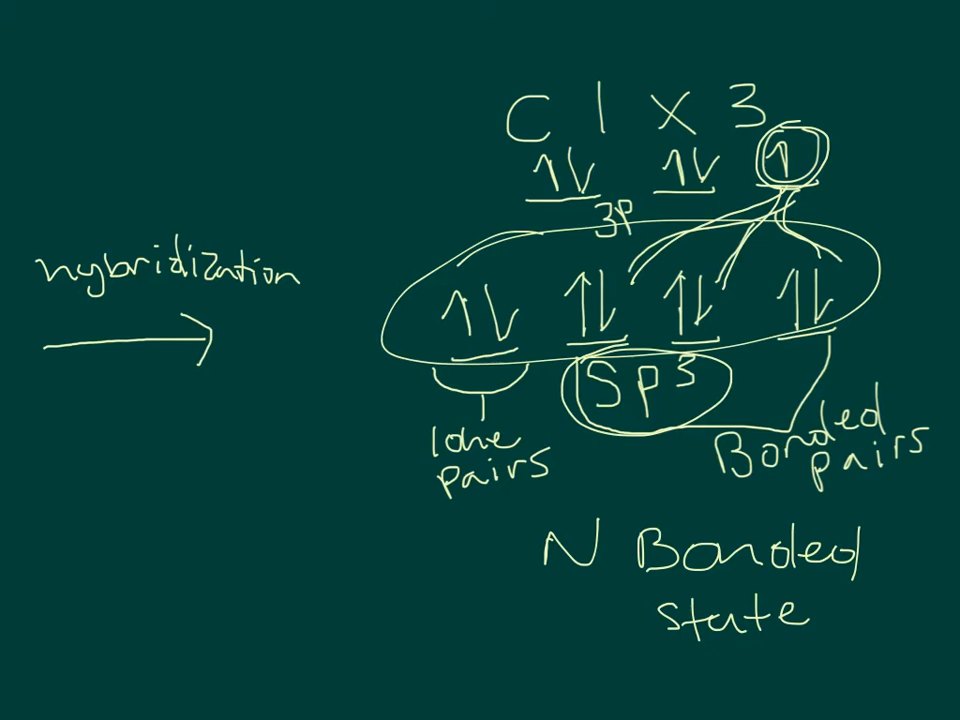 Cl x 3
3P
hybridization
sp3
lone
pairs
Bonded
pairs
N Bonded
state